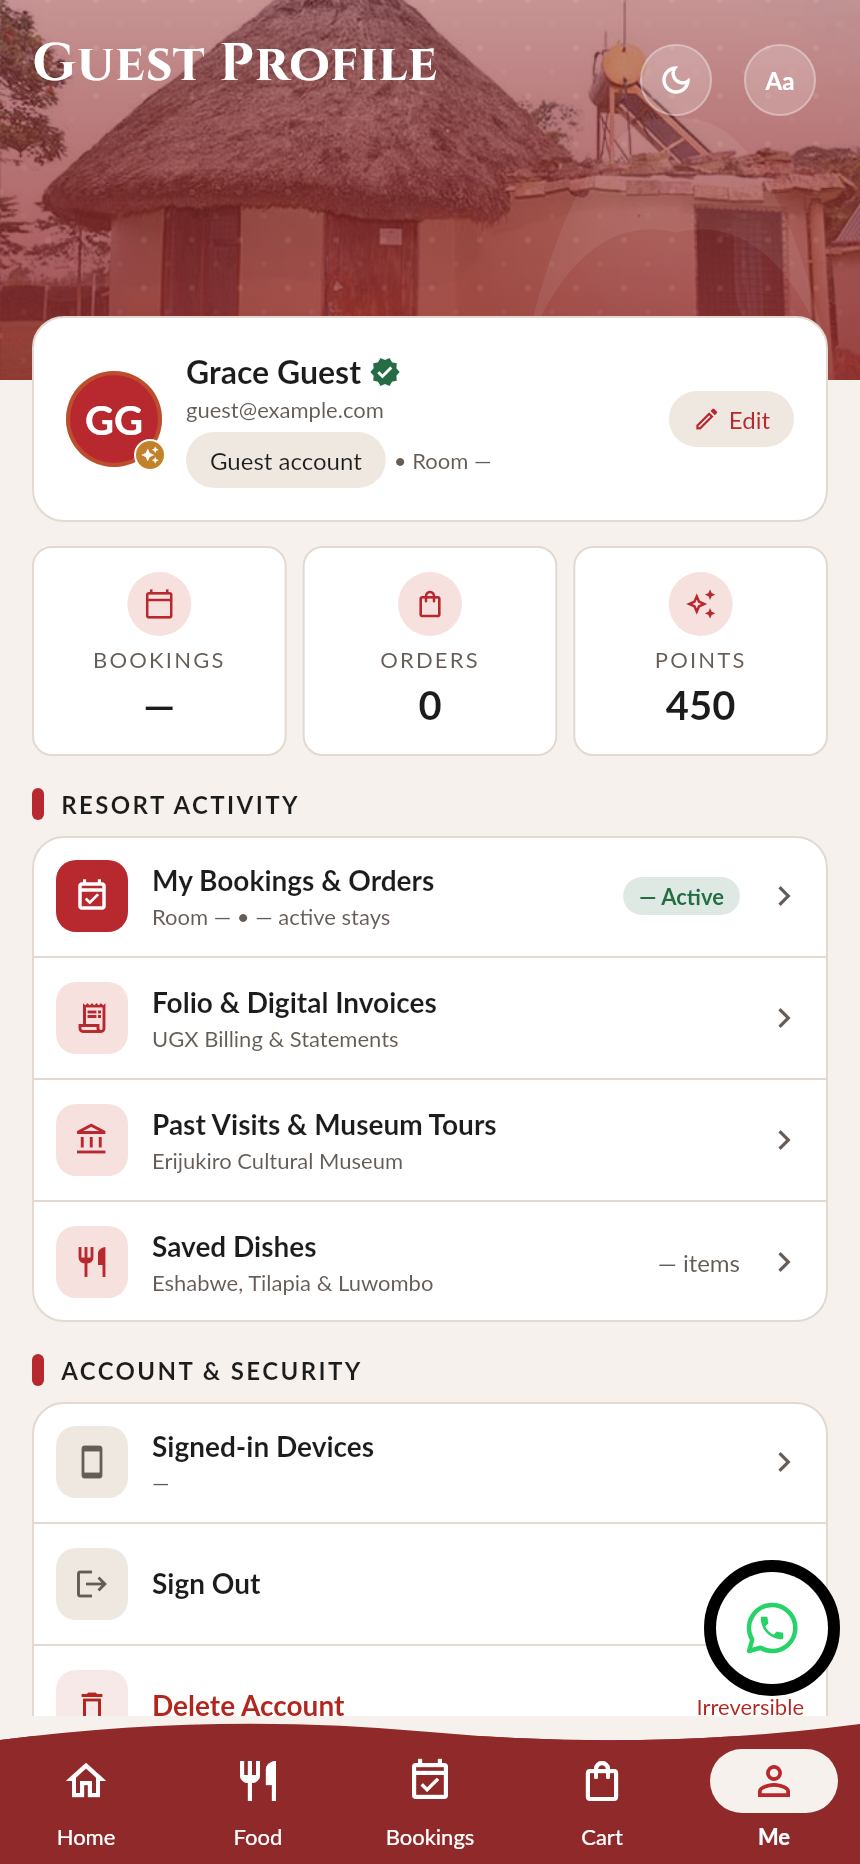 Guest Profile
Aa
GG
Grace Guest
guest@example.com
Guest account • Room —
Edit
BOOKINGS
—
ORDERS
0
POINTS
450
RESORT ACTIVITY
My Bookings & Orders
Room — • — active stays
— Active
Folio & Digital Invoices
UGX Billing & Statements
Past Visits & Museum Tours
Erijukiro Cultural Museum
Saved Dishes
Eshabwe, Tilapia & Luwombo
— items
ACCOUNT & SECURITY
Signed-in Devices
—
Sign Out
Delete Account
Irreversible
Home
Food
Bookings
Cart
Me